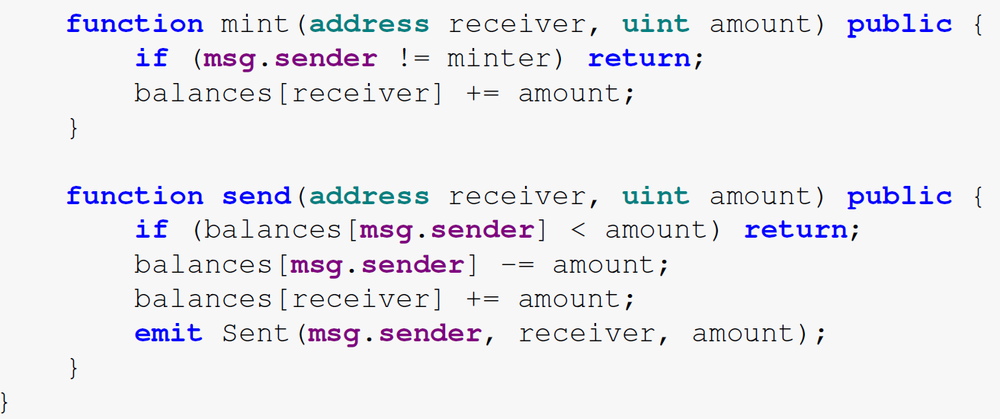 function mint(address receiver, uint amount) public {
if (msg.sender != minter) return;
balances[receiver] += amount;
}
function send(address receiver, uint amount) public {
if (balances[msg.sender] < amount) return;
balances[msg.sender] -= amount;
balances[receiver] += amount;
emit Sent(msg.sender, receiver, amount);
}
}